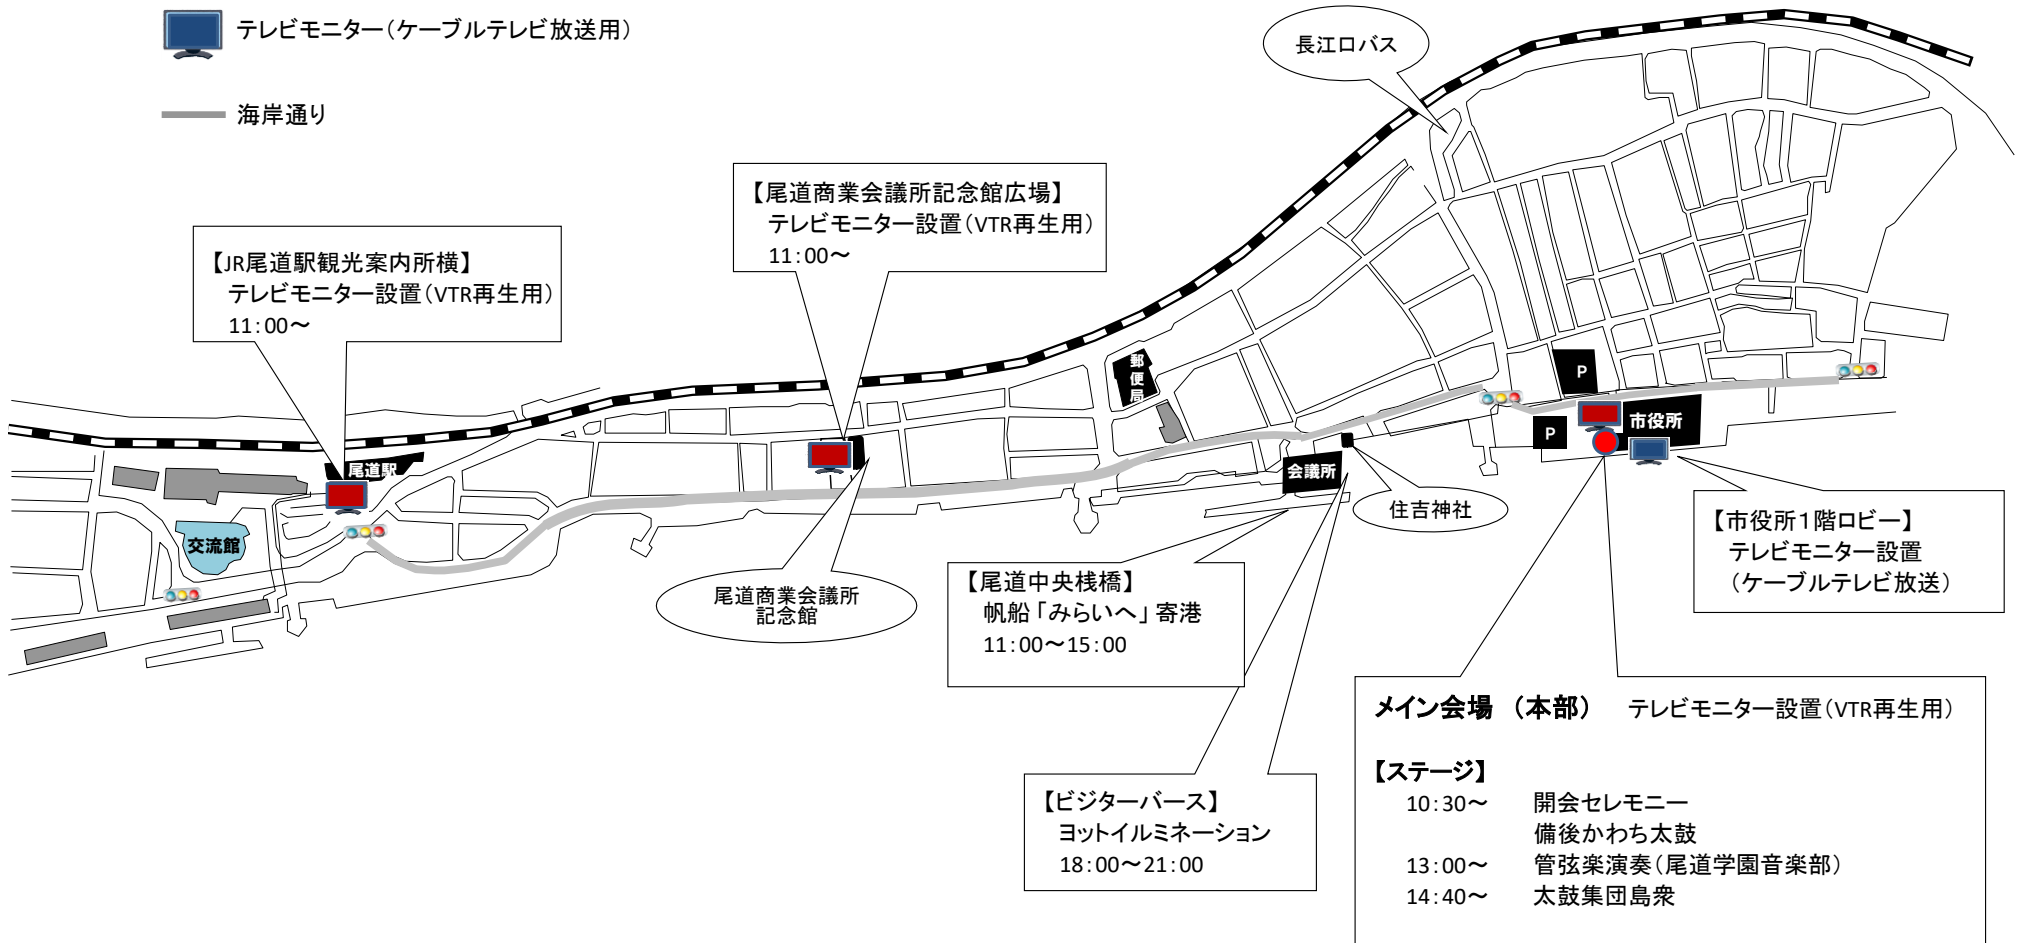 テレビモニター（ケーブルテレビ放送用）
海岸通り
長江口バス
【尾道商業会議所記念館広場】
テレビモニター設置（VTR再生用）
11：00～
【JR尾道駅観光案内所横】
テレビモニター設置（VTR再生用）
11：00～
郵便局
P
市役所
P
尾道駅
会議所
住吉神社
交流館
【市役所１階ロビー】
テレビモニター設置
（ケーブルテレビ放送）
尾道商業会議所
記念館
【尾道中央桟橋】
帆船「みらいへ」寄港
11：00～15：00
メイン会場 （本部） テレビモニター設置（VTR再生用）
【ステージ】
10：30～ 開会セレモニー
備後かわち太鼓
13：00～ 管弦楽演奏（尾道学園音楽部）
14：40～ 太鼓集団島衆
【ビジターバース】
ヨットイルミネーション
18：00～21：00